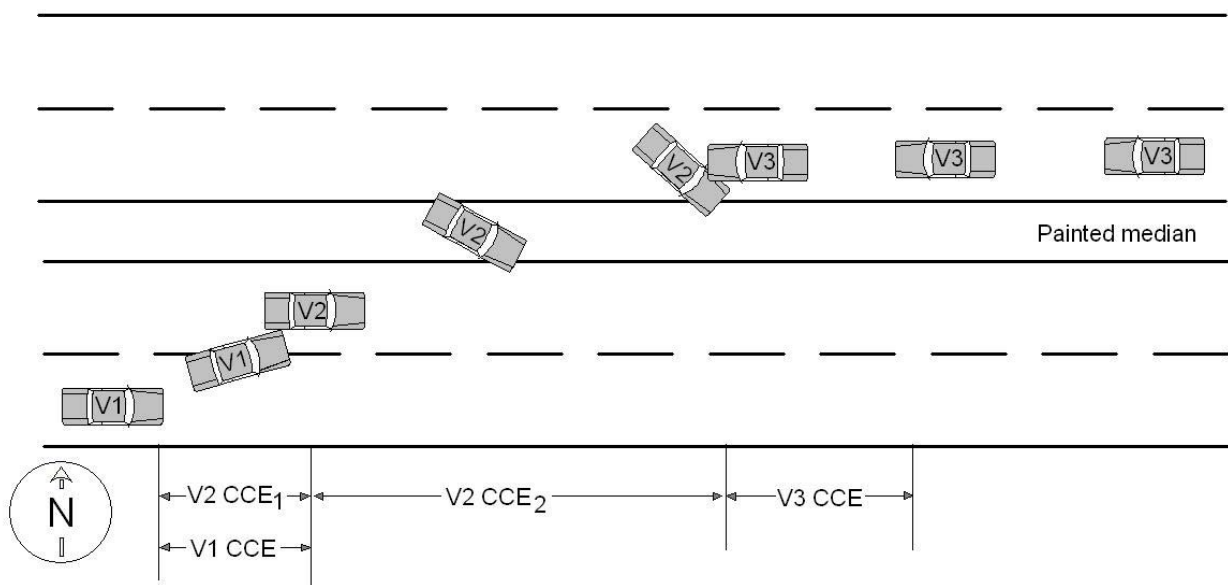 V2
V3
V3
V3
V2
Painted median
V2
V1
V1
N
V2 CCE₁
V2 CCE₂
V3 CCE
V1 CCE